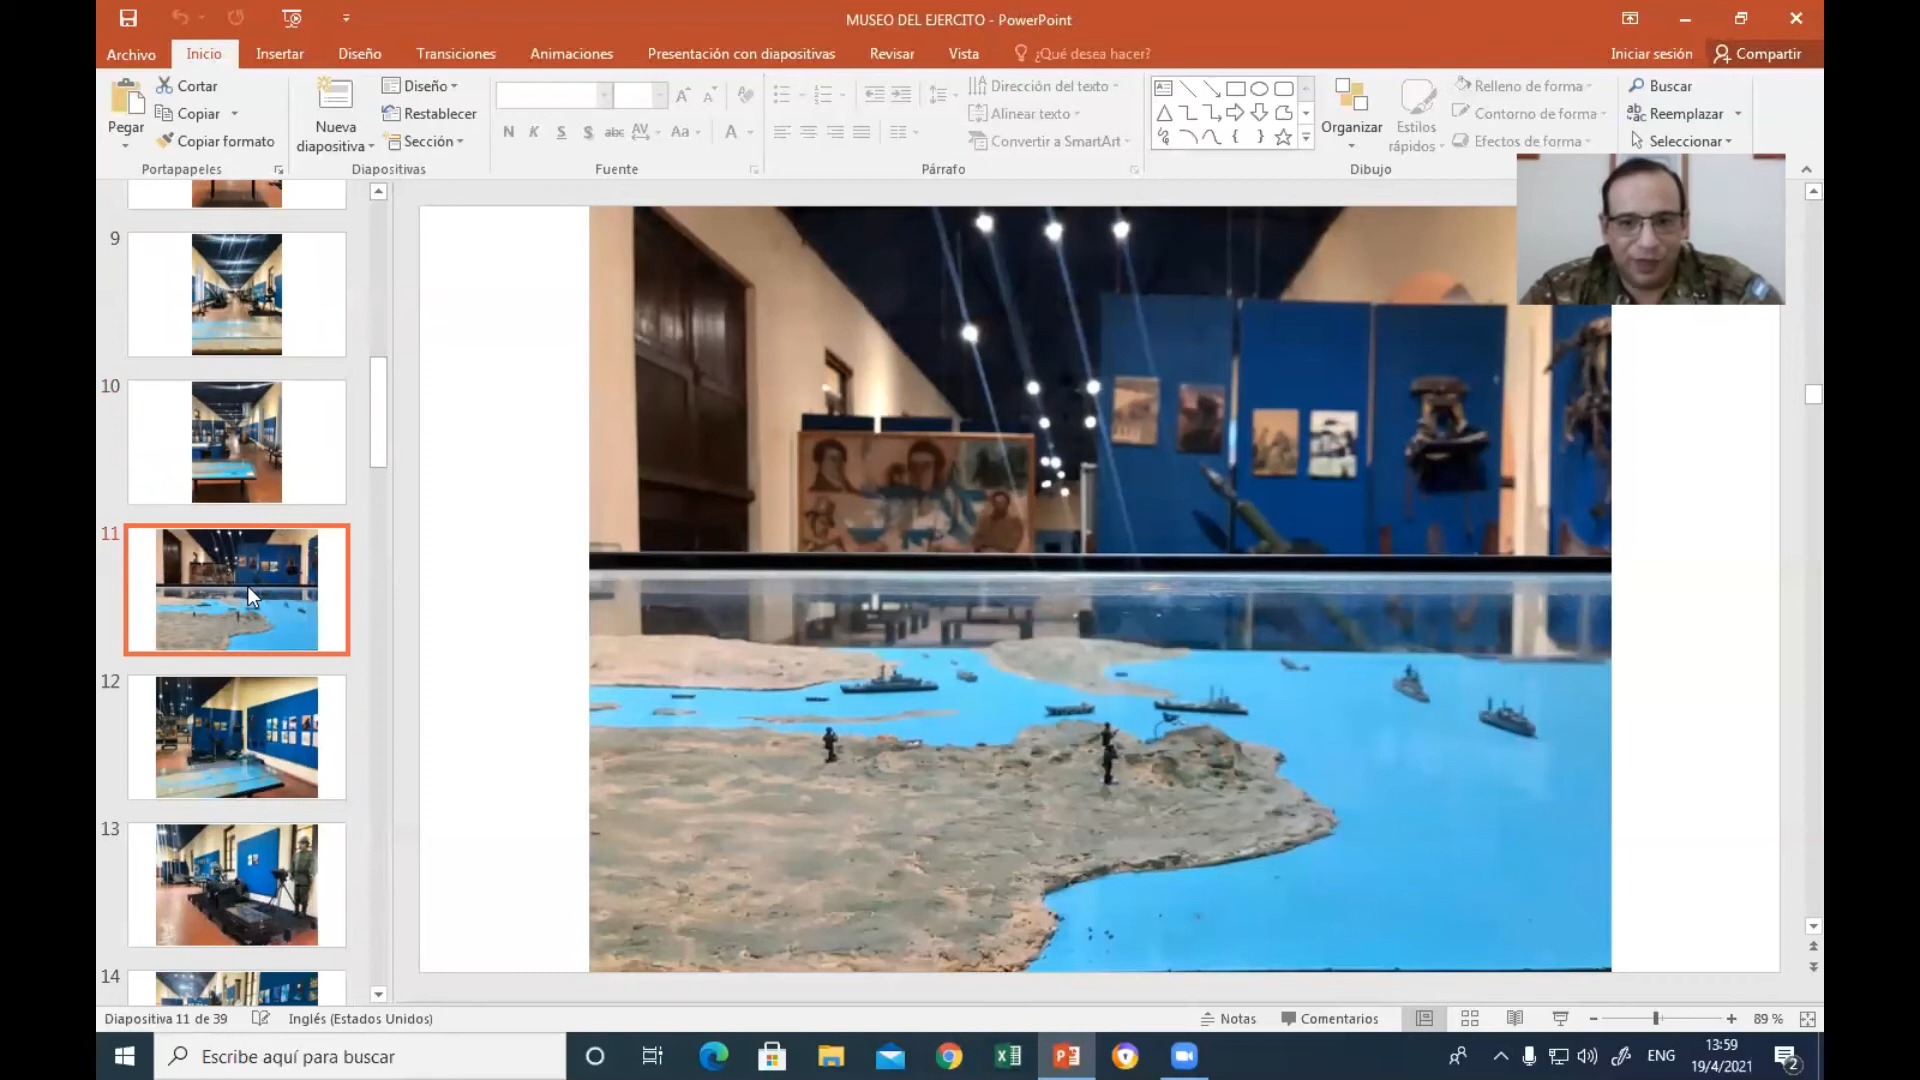 MUSEO DEL EJERCITO - PowerPoint
Archivo Inicio Insertar Diseño Transiciones Animaciones Presentación con diapositivas Revisar Vista ¿Qué desea hacer? Iniciar sesión Compartir
Pegar
Cortar
Copiar
Copiar formato
Portapapeles
Nueva diapositiva
Diseño
Restablecer
Sección
Diapositivas
N K S S abc AV Aa A
Fuente
Dirección del texto
Alinear texto
Convertir a SmartArt
Párrafo
Organizar
Estilos rápidos
Relleno de forma
Contorno de forma
Efectos de forma
Dibujo
Buscar
Reemplazar
Seleccionar
9
10
11
12
13
14
Diapositiva 11 de 39 Inglés (Estados Unidos) Notas Comentarios 89 %
Escribe aquí para buscar
ENG
13:59
19/4/2021
2